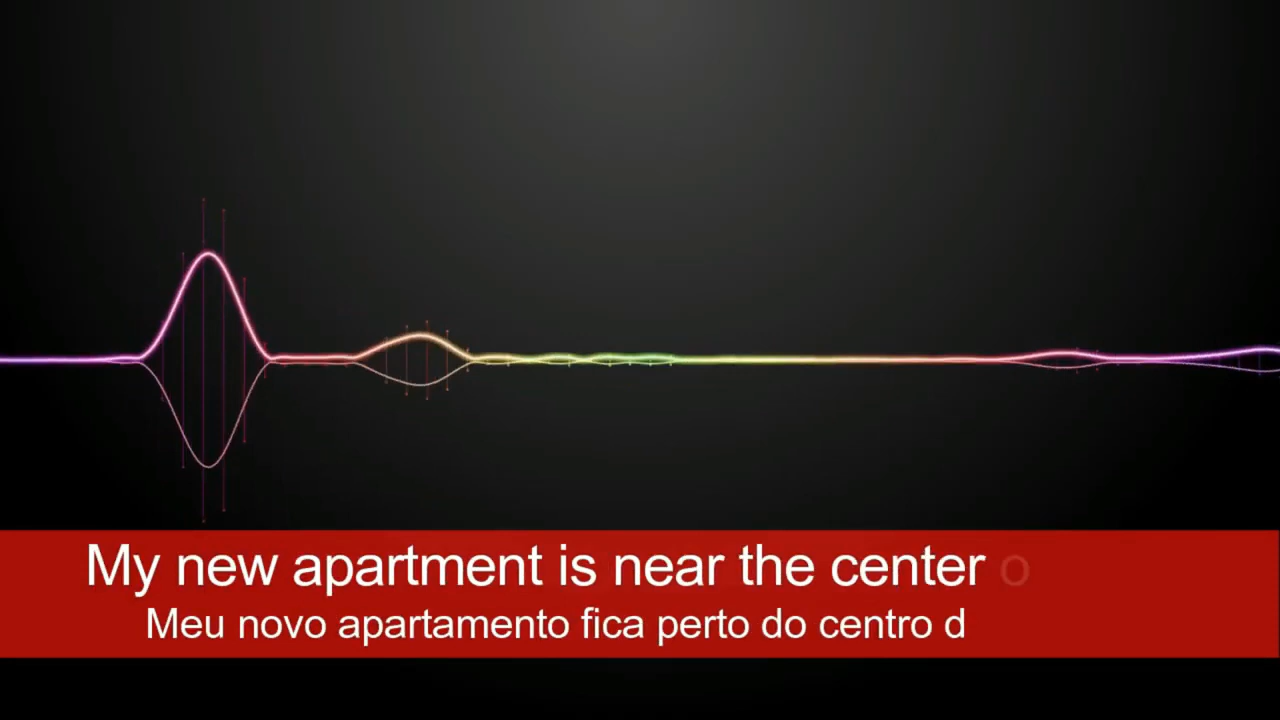 My new apartment is near the center o
Meu novo apartamento fica perto do centro d